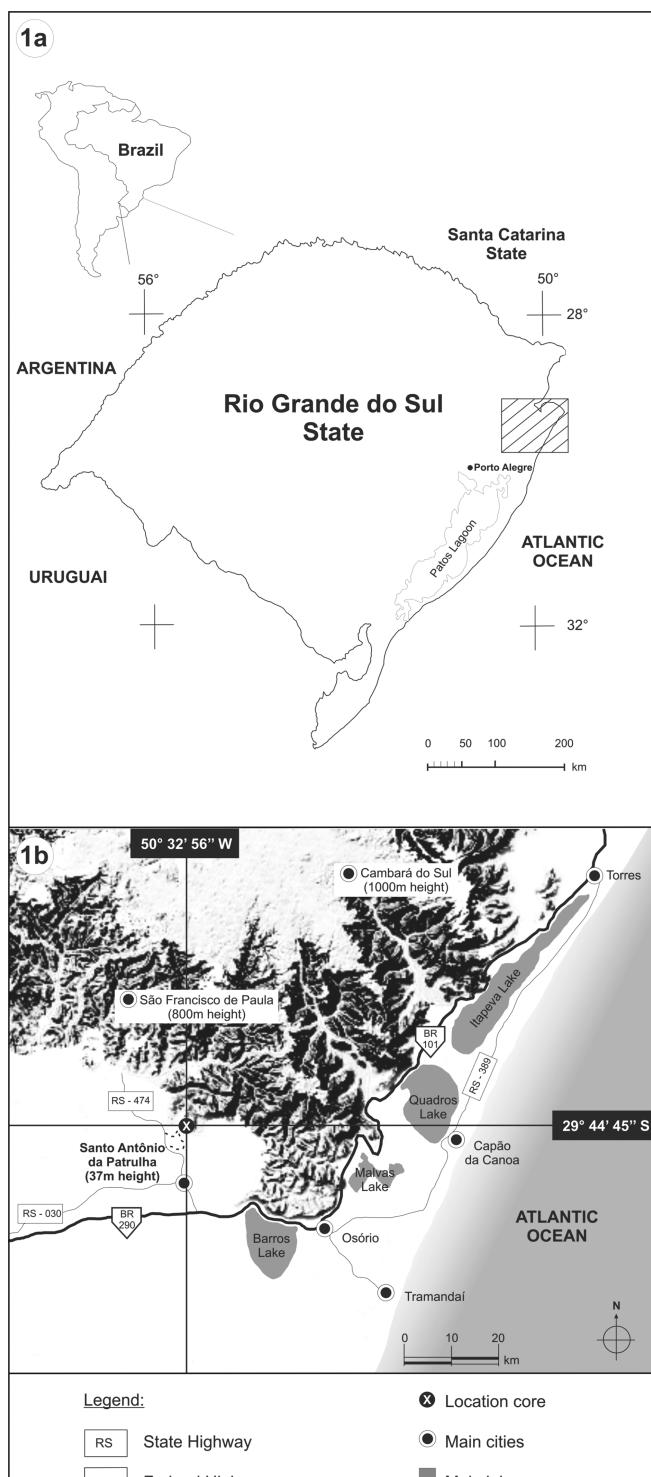 1a
Brazil
Santa Catarina
State
56°
50°
28°
ARGENTINA
Rio Grande do Sul
State
Porto Alegre
Patos Lagoon
ATLANTIC
OCEAN
URUGUAI
32°
0 50 100 200
km
1b
50° 32' 56'' W
Cambará do Sul
(1000m height)
Torres
São Francisco de Paula
(800m height)
Itapeva Lake
BR
101
RS - 389
RS - 474
Quadros
Lake
29° 44' 45'' S
Santo Antônio
da Patrulha
(37m height)
Capão
da Canoa
Malvas
Lake
RS - 030
BR
290
Barros
Lake
Osório
ATLANTIC
OCEAN
Tramandaí
N
0 10 20
km
Legend:
X Location core
RS State Highway
Main cities